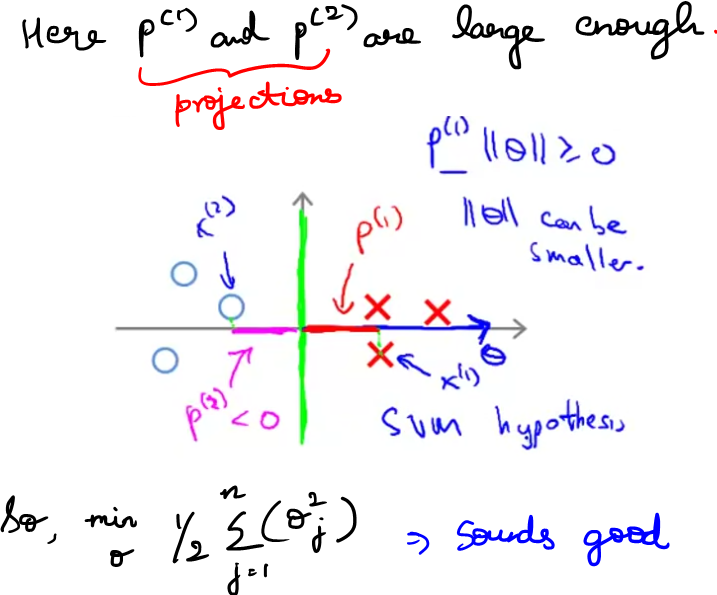 Here p⁽¹⁾ and p⁽²⁾ are large enough.
projections
p⁽¹⁾ ||θ|| ≥ 0
||θ|| can be
smaller.
x⁽²⁾
p⁽¹⁾
θ
x⁽¹⁾
p⁽²⁾ < 0
SVM hypothesis
So, min θ 1/2 Σ j=1 n (θ²j) ⇒ Sounds good